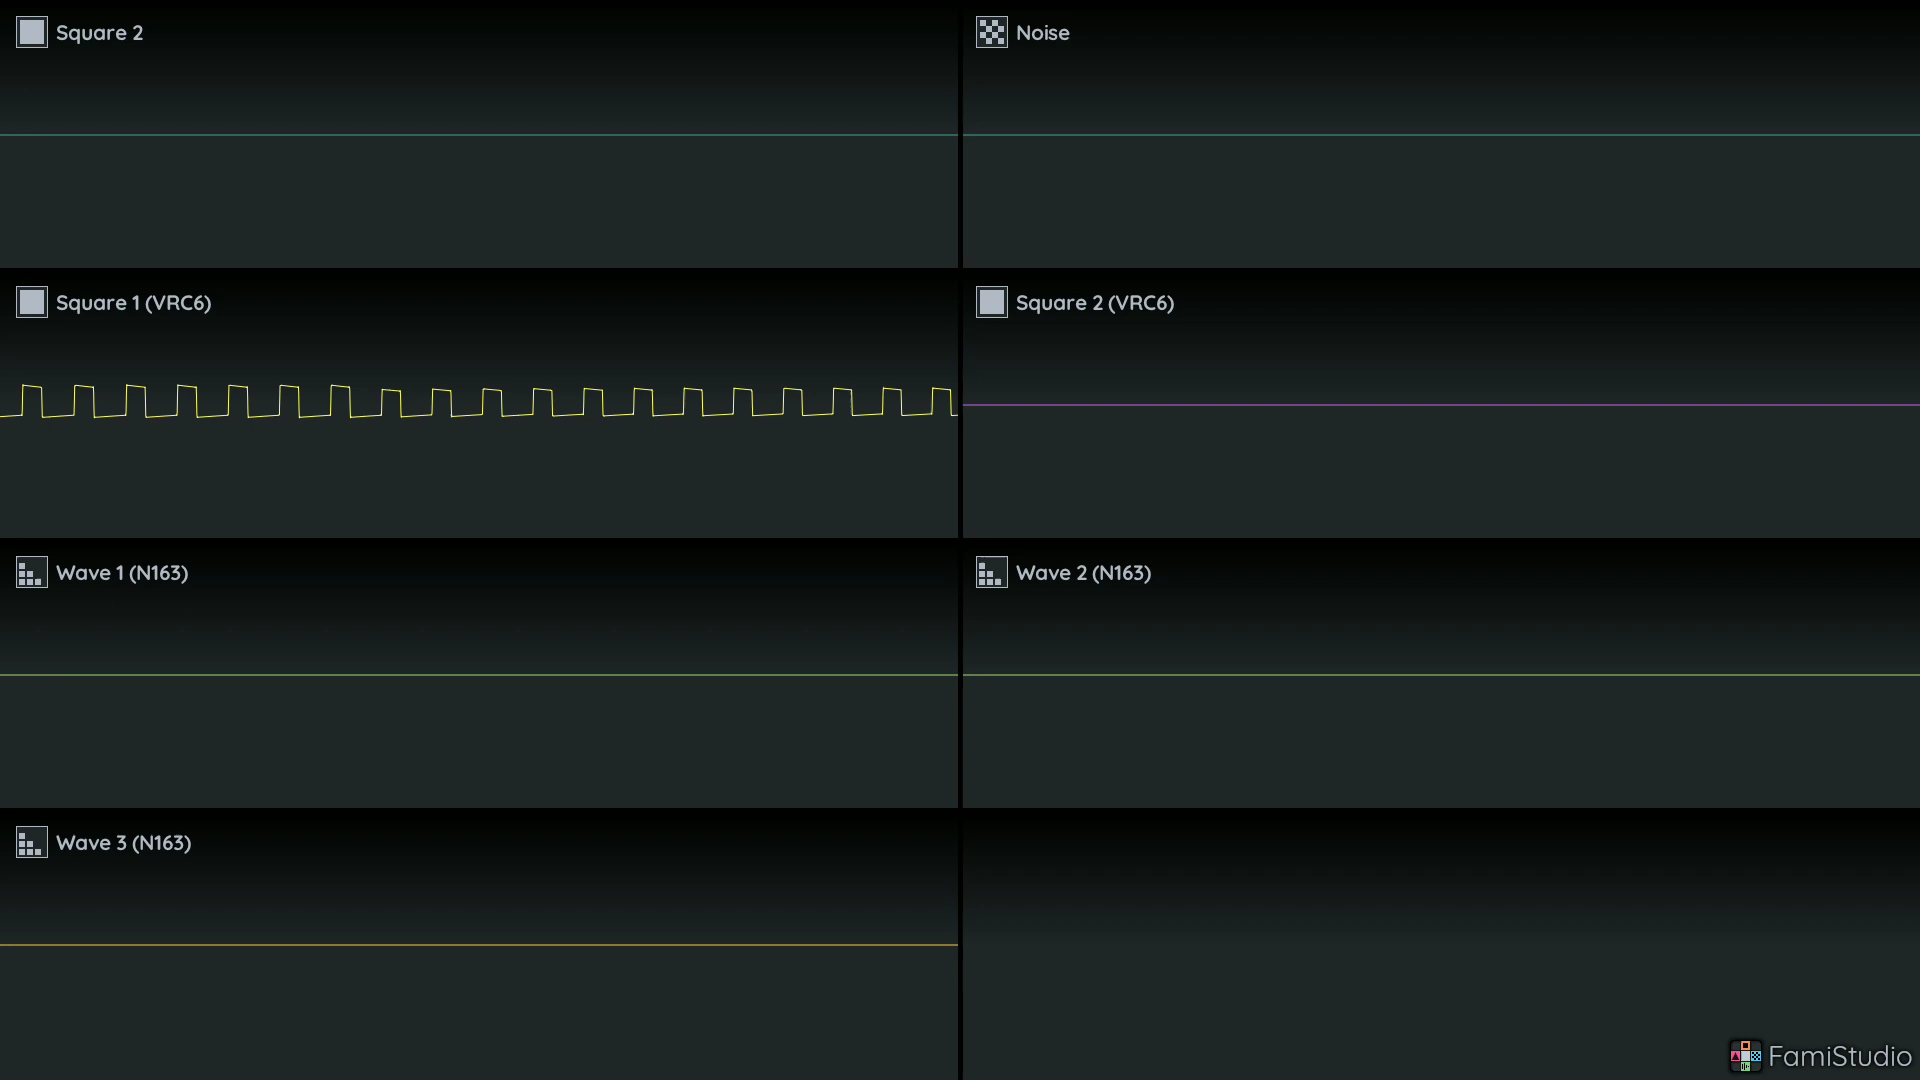 Square 2
Noise
Square 1 (VRC6)
Square 2 (VRC6)
Wave 1 (N163)
Wave 2 (N163)
Wave 3 (N163)
FamiStudio